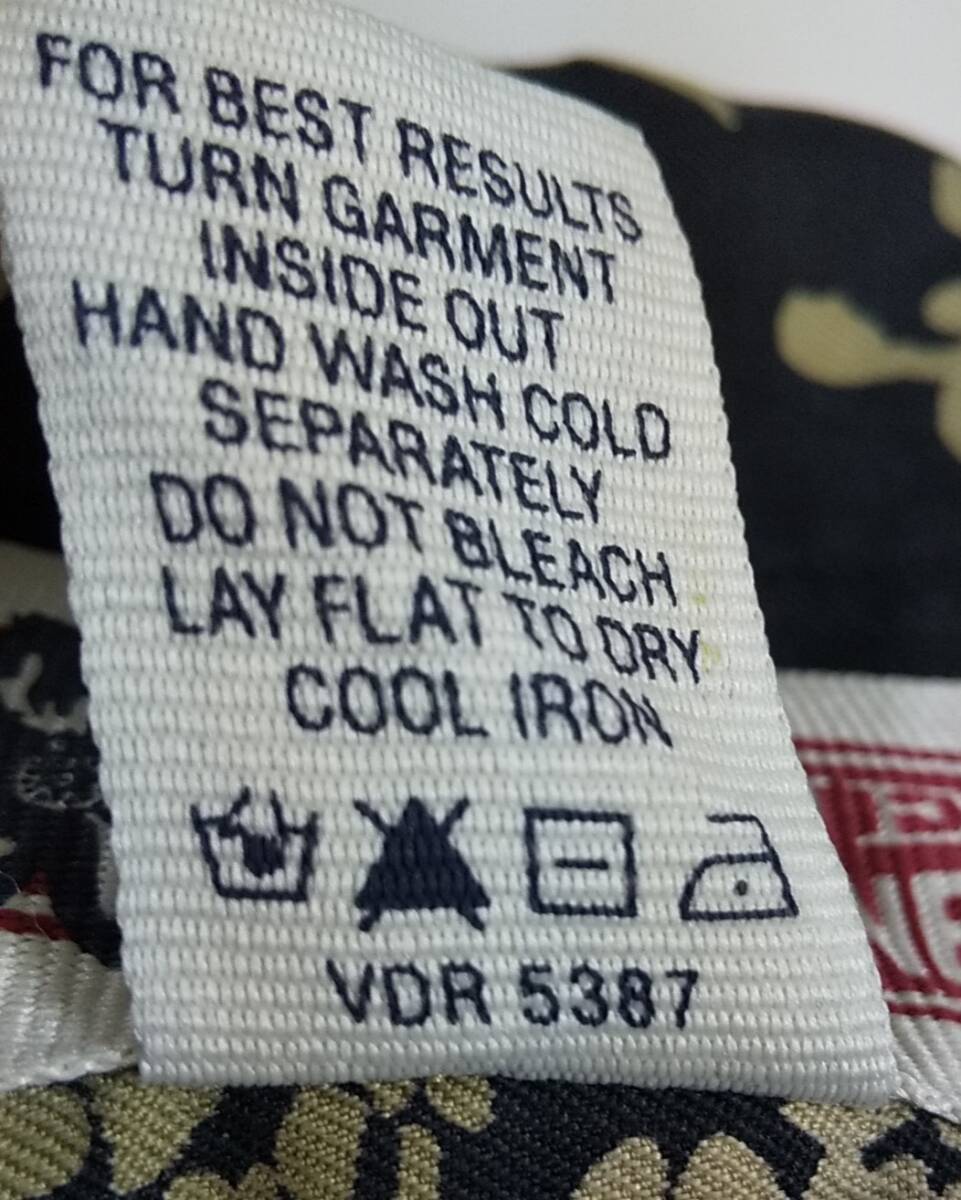 FOR BEST RESULTS
TURN GARMENT
INSIDE OUT
HAND WASH COLD
SEPARATELY
DO NOT BLEACH
LAY FLAT TO DRY
COOL IRON
VDR 5387